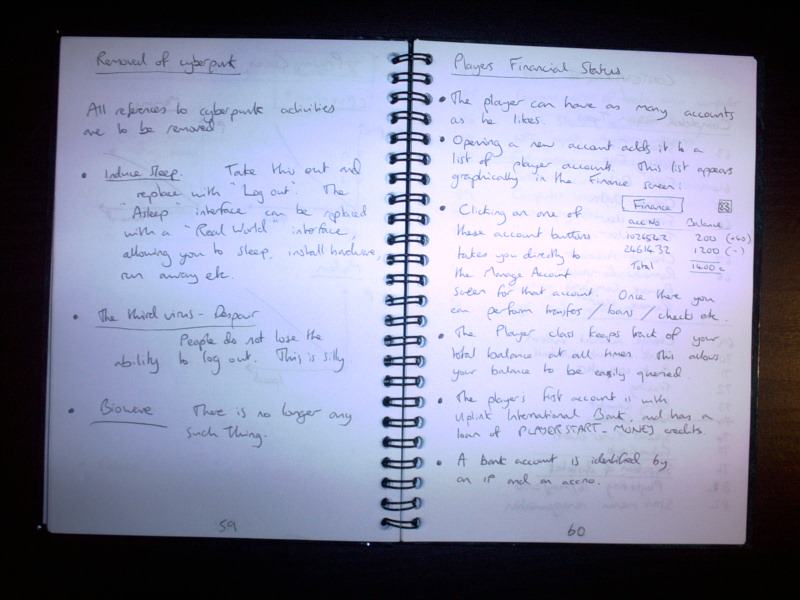 Removal of cyberpunk
All references to cyberpunk activities
are to be removed
• Induce Sleep. Take this out and
replace with "Log out". The
"Asleep" interface can be replaced
with a "Real World" interface,
allowing you to sleep, install hardware,
run away etc.
• The third virus - Despair
People do not lose the
ability to log out. This is silly.
• Biowave There is no longer any
such thing.
59
Players Financial Status
• The player can have as many accounts
as he likes.
• Opening a new account adds it to a
list of player accounts. This list appears
graphically in the Finance screen:
Finance
• Clicking on one of
these account buttons
takes you directly to
the Manage Account
screen for that account. Once there you
can perform transfers / loans / checks etc.
acc No Balance
1026542 200 (+40)
2461432 1200 (-)
Total 1400 c
• The Player class keeps track of your
total balance at all times. This allows
your balance to be easily queried.
• The player's first account is with
Uplink International Bank, and has a
loan of PLAYERSTART_MONEY credits.
• A bank account is identified by
an IP and an accno.
60